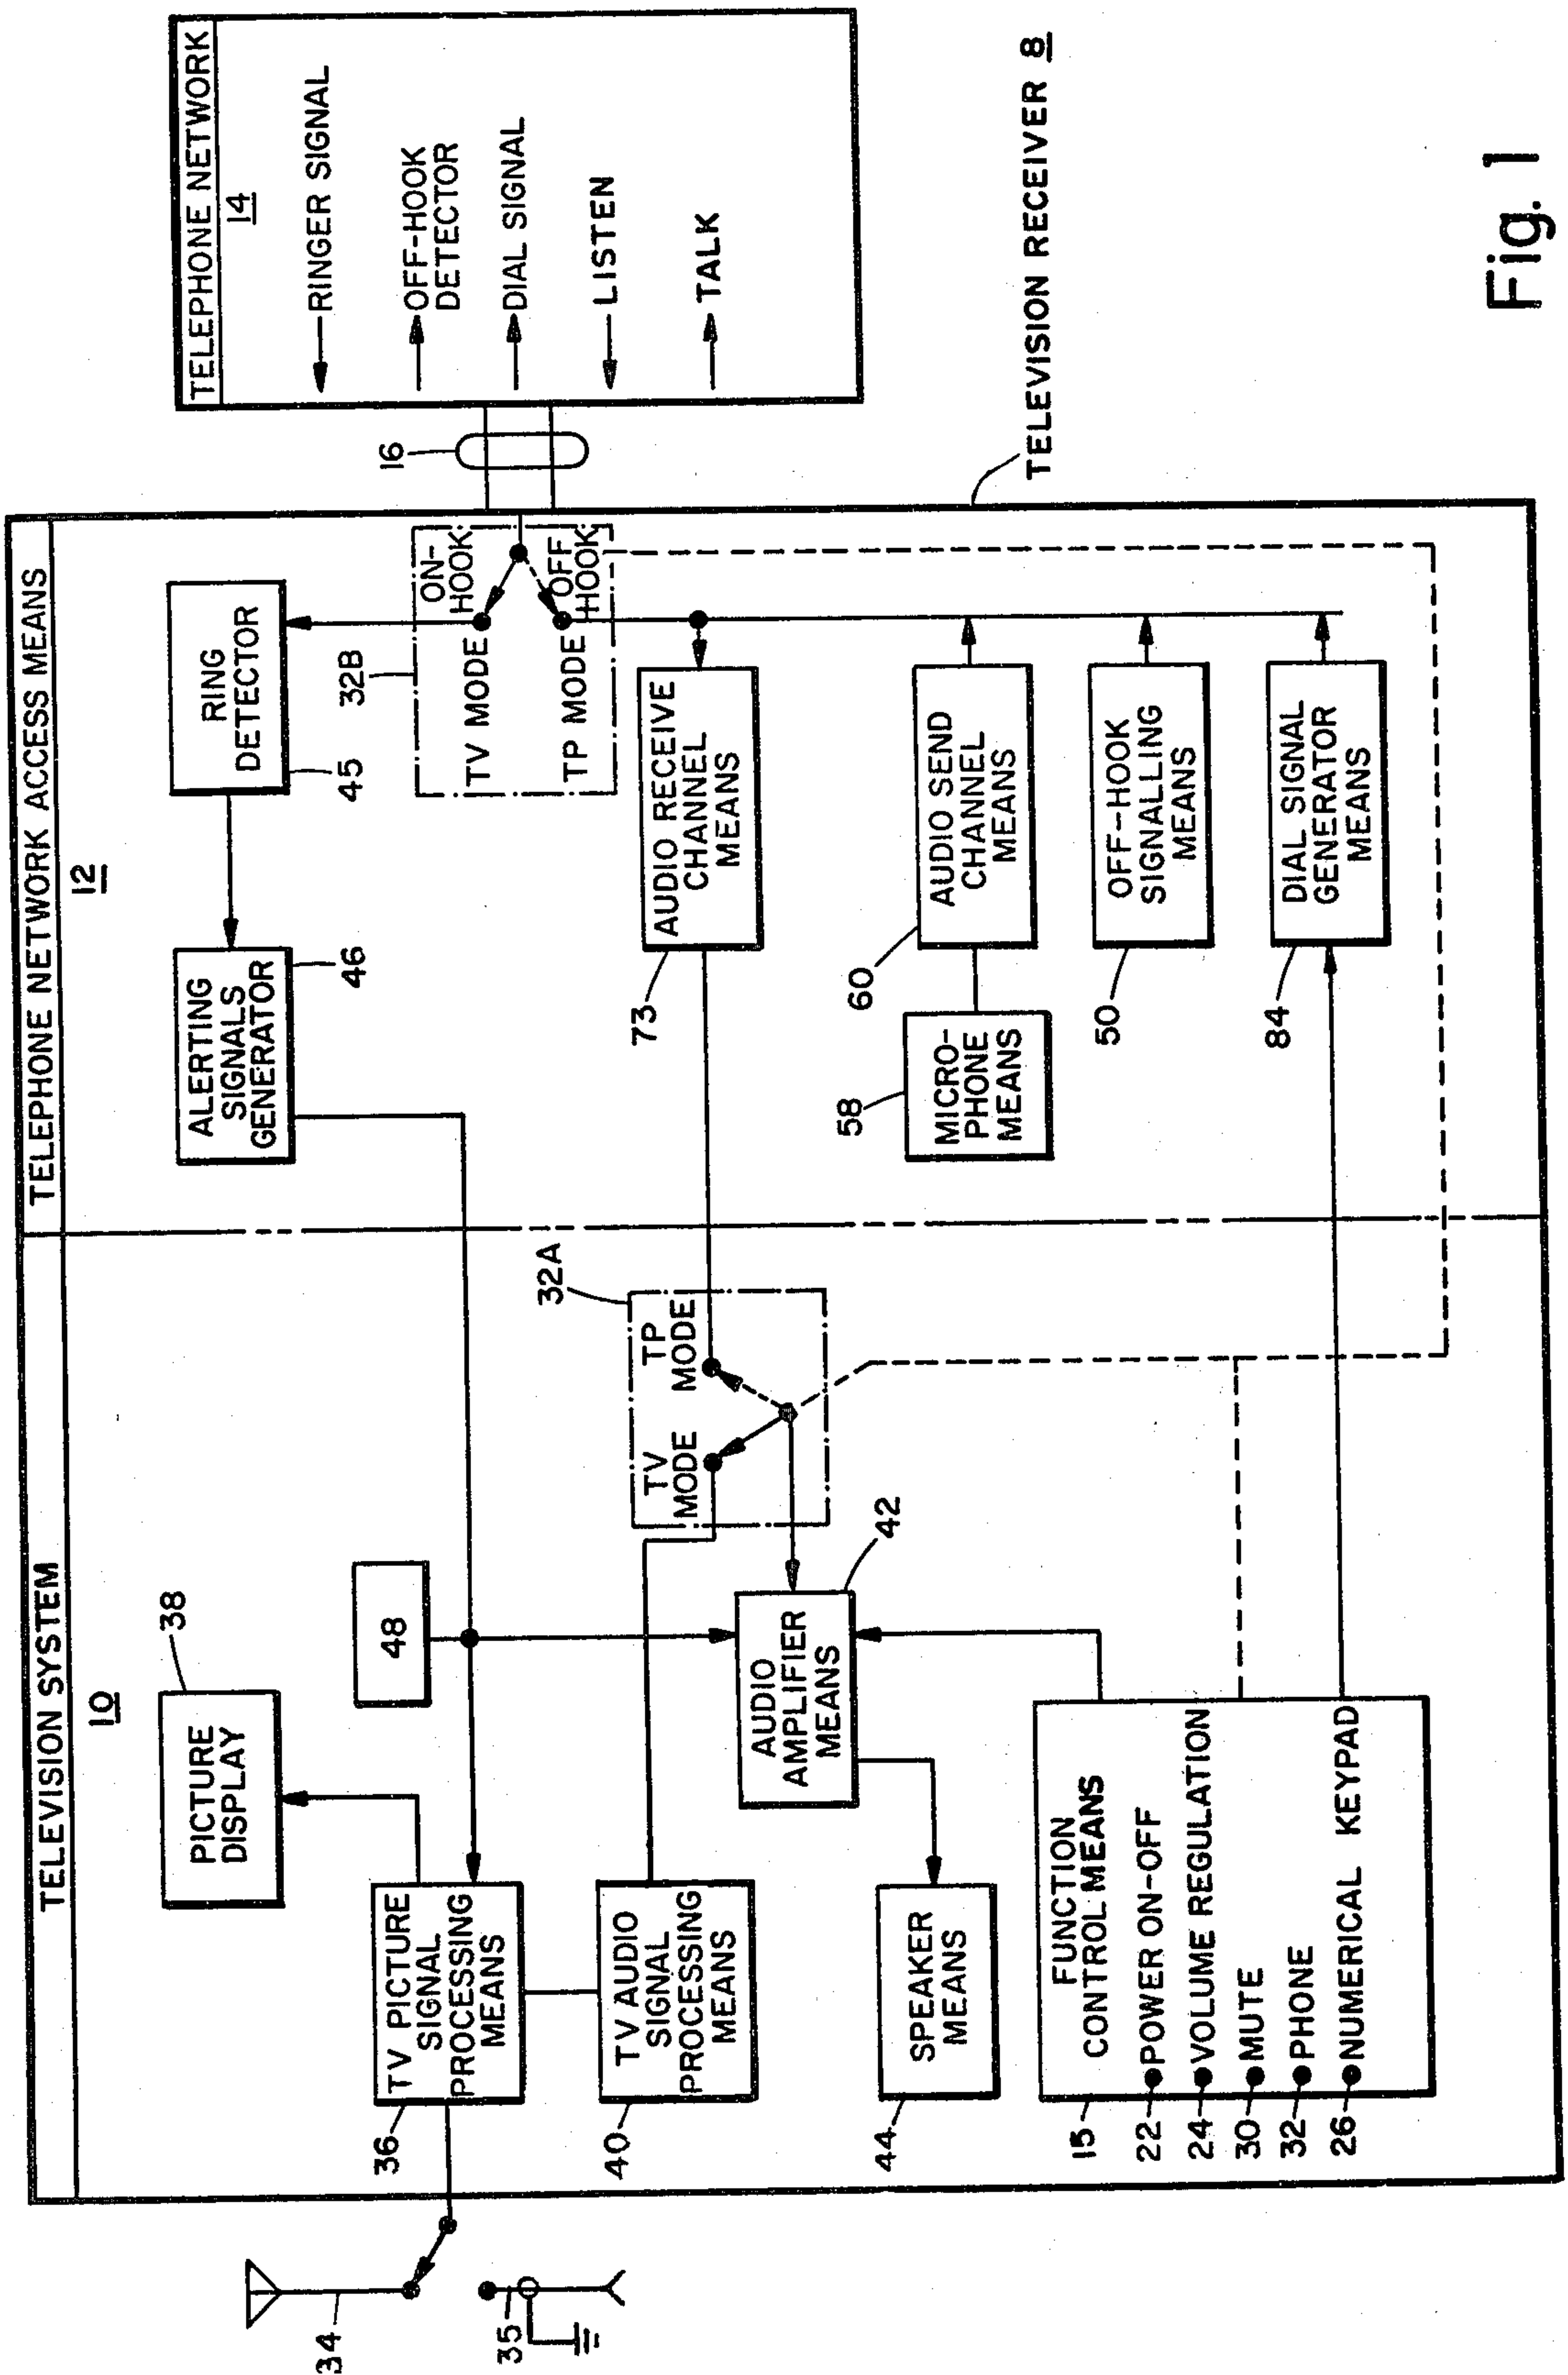 TELEVISION SYSTEM
10
TELEPHONE NETWORK ACCESS MEANS
12
TELEPHONE NETWORK
14
RINGER SIGNAL
OFF-HOOK
DETECTOR
DIAL SIGNAL
LISTEN
TALK
16
TELEVISION RECEIVER 8
34
35
36
TV PICTURE
SIGNAL
PROCESSING
MEANS
38
PICTURE
DISPLAY
48
40
TV AUDIO
SIGNAL
PROCESSING
MEANS
42
AUDIO
AMPLIFIER
MEANS
44
SPEAKER
MEANS
32A
TV
MODE
TP
MODE
15
FUNCTION
CONTROL MEANS
22
POWER ON-OFF
24
VOLUME REGULATION
30
MUTE
32
PHONE
26
NUMERICAL KEYPAD
46
ALERTING
SIGNALS
GENERATOR
45
RING
DETECTOR
32B
ON-
HOOK
TV MODE
TP MODE
OFF
HOOK
73
AUDIO RECEIVE
CHANNEL
MEANS
58
MICRO-
PHONE
MEANS
60
AUDIO SEND
CHANNEL
MEANS
50
OFF-HOOK
SIGNALLING
MEANS
84
DIAL SIGNAL
GENERATOR
MEANS
Fig. 1